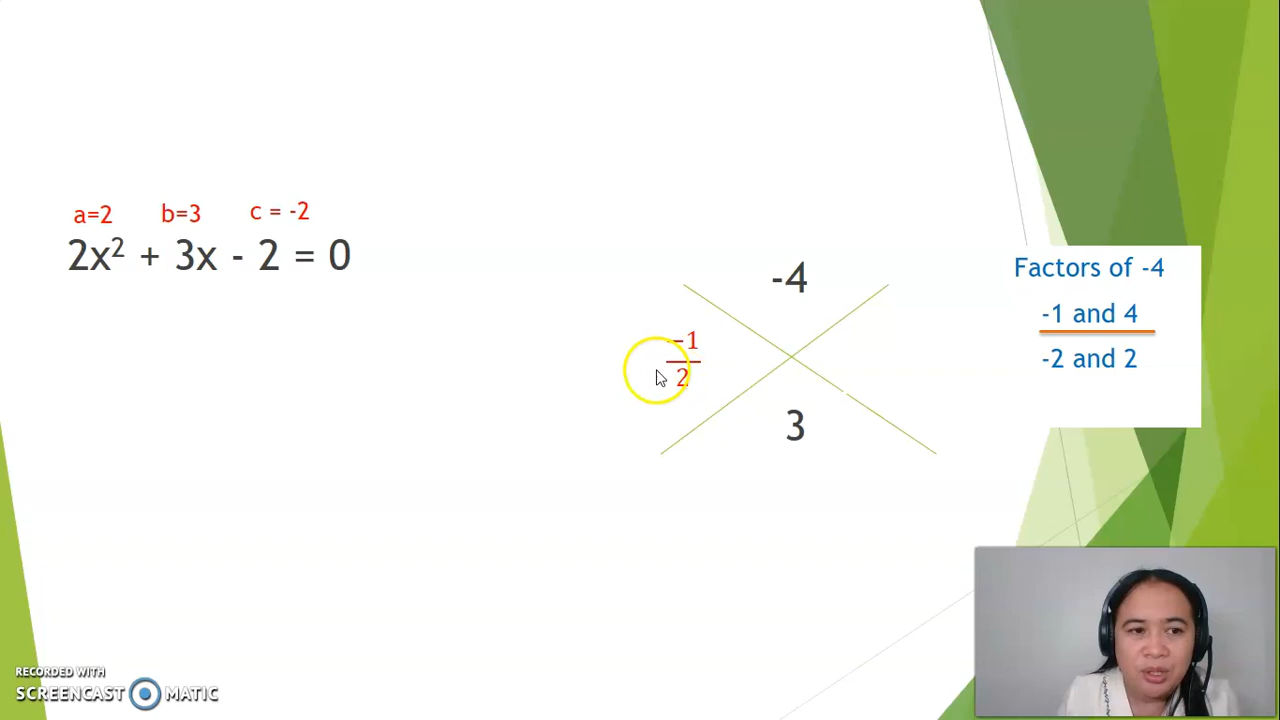 a=2 b=3 c = -2
2x² + 3x - 2 = 0
-4
−1
2
3
Factors of -4
-1 and 4
-2 and 2
RECORDED WITH
SCREENCAST MATIC